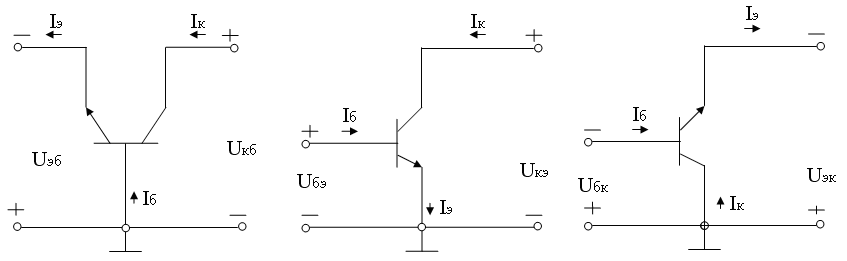 Iэ Iк
− +
Uэб Uкб
+ Iб −
Iк
+
Iб
+
Uбэ Uкэ
− Iэ −
Iэ
−
Iб
−
Uбк Uэк
+ Iк +